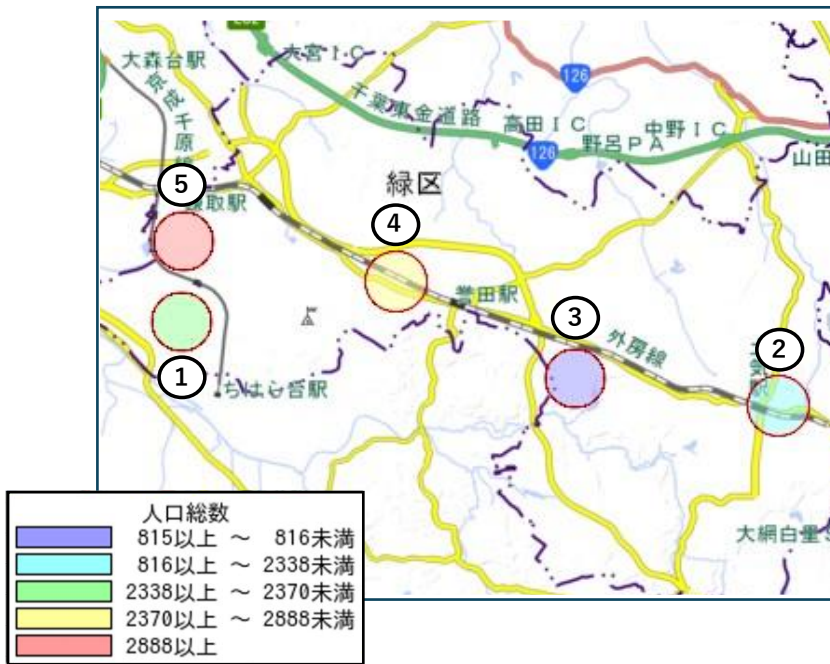 大森台駅
京成千原線
大宮IC
千葉東金道路
126
高田IC
126
野呂PA
中野IC
山田
緑区
⑤
鎌取駅
④
誉田駅
③
外房線
②
①
ちはら台駅
大網白里S
人口総数
815以上 ～ 816未満
816以上 ～ 2338未満
2338以上 ～ 2370未満
2370以上 ～ 2888未満
2888以上